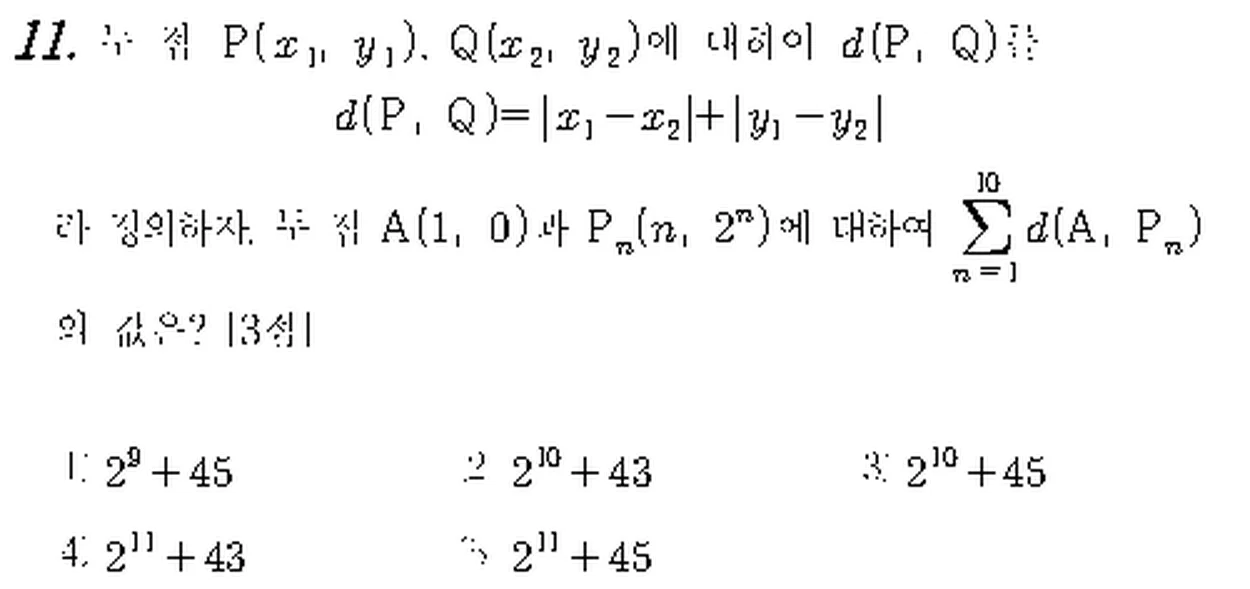 11. 두 점 P(x₁, y₁), Q(x₂, y₂)에 대하여 d(P, Q)를
d(P, Q)=|x₁−x₂|+|y₁−y₂|
라 정의하자. 두 점 A(1, 0)과 Pₙ(n, 2ⁿ)에 대하여 ∑ₙ₌₁¹⁰ d(A, Pₙ)
의 값은? [3점]
① 2⁹+45 ② 2¹⁰+43 ③ 2¹⁰+45
④ 2¹¹+43 ⑤ 2¹¹+45